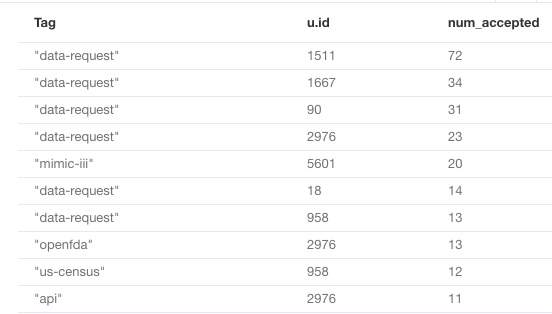 Tag u.id num_accepted
"data-request" 1511 72
"data-request" 1667 34
"data-request" 90 31
"data-request" 2976 23
"mimic-iii" 5601 20
"data-request" 18 14
"data-request" 958 13
"openfda" 2976 13
"us-census" 958 12
"api" 2976 11